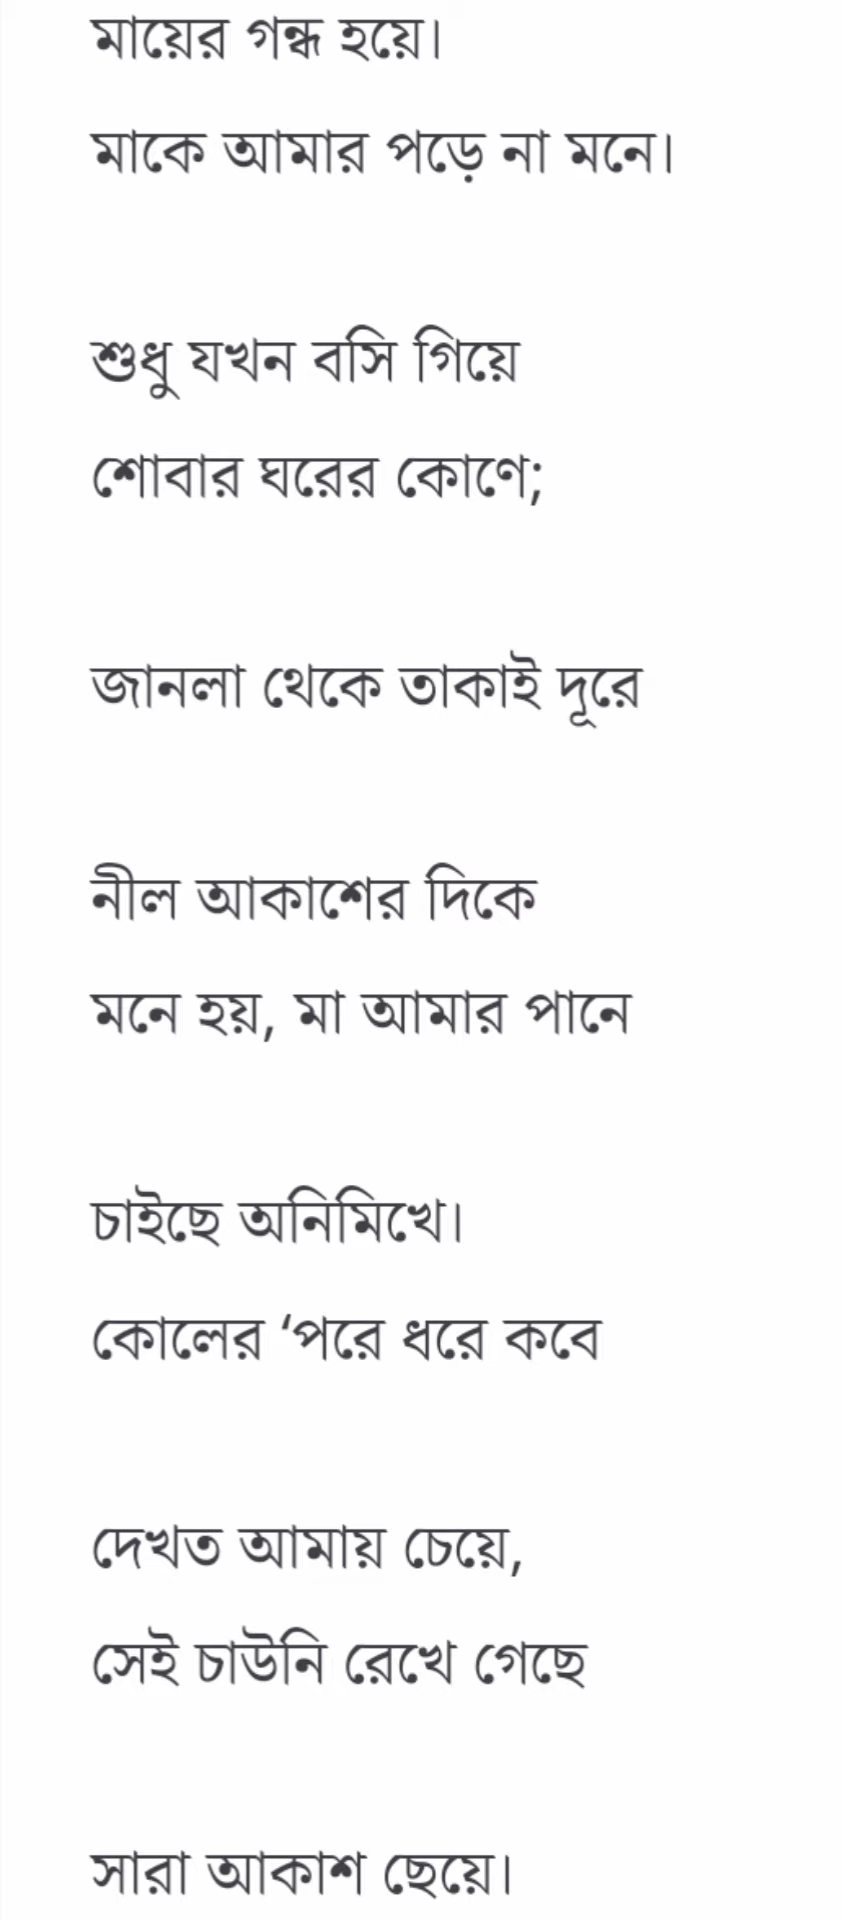 মায়ের গন্ধ হয়ে।
মাকে আমার পড়ে না মনে।
শুধু যখন বসি গিয়ে
শোবার ঘরের কোণে;
জানলা থেকে তাকাই দূরে
নীল আকাশের দিকে
মনে হয়, মা আমার পানে
চাইছে অনিমিখে।
কোলের ‘পরে ধরে কবে
দেখত আমায় চেয়ে,
সেই চাউনি রেখে গেছে
সারা আকাশ ছেয়ে।